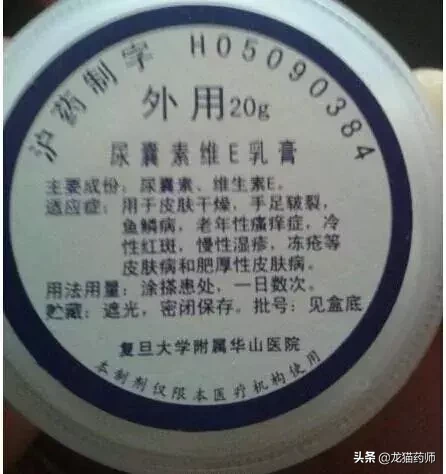 沪药制字 H05090384
外用20g
尿囊素维E乳膏
主要成份：尿囊素、维生素E。
适应症：用于皮肤干燥，手足皲裂，
鱼鳞病，老年性瘙痒症，冷
性红斑，慢性湿疹，冻疮等
皮肤病和肥厚性皮肤病。
用法用量：涂搽患处，一日数次。
贮藏：遮光，密闭保存。批号：见盒底
复旦大学附属华山医院
本制剂仅限本医疗机构使用
头条@龙猫药师